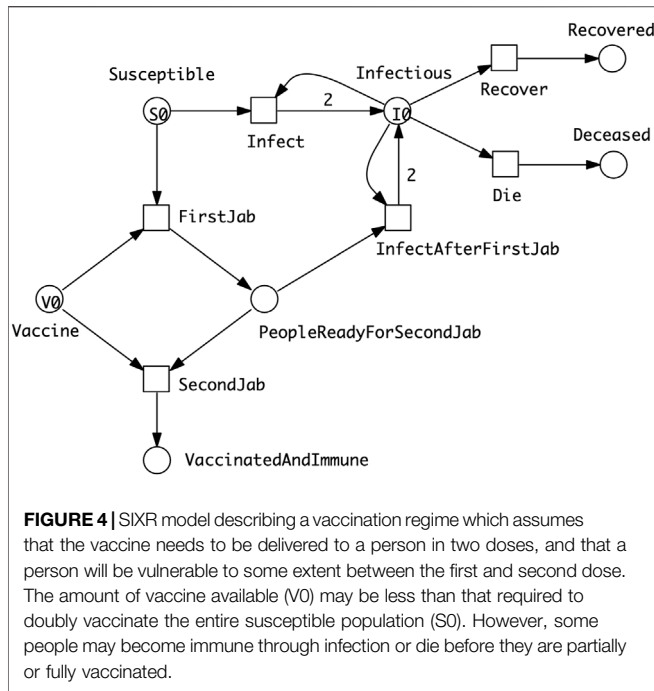 Recovered
Susceptible
Infectious
Recover
S0
2
I0
Infect
Deceased
Die
2
FirstJab
InfectAfterFirstJab
V0
Vaccine
PeopleReadyForSecondJab
SecondJab
VaccinatedAndImmune
FIGURE 4 | SIXR model describing a vaccination regime which assumes
that the vaccine needs to be delivered to a person in two doses, and that a
person will be vulnerable to some extent between the first and second dose.
The amount of vaccine available (V0) may be less than that required to
doubly vaccinate the entire susceptible population (S0). However, some
people may become immune through infection or die before they are partially
or fully vaccinated.